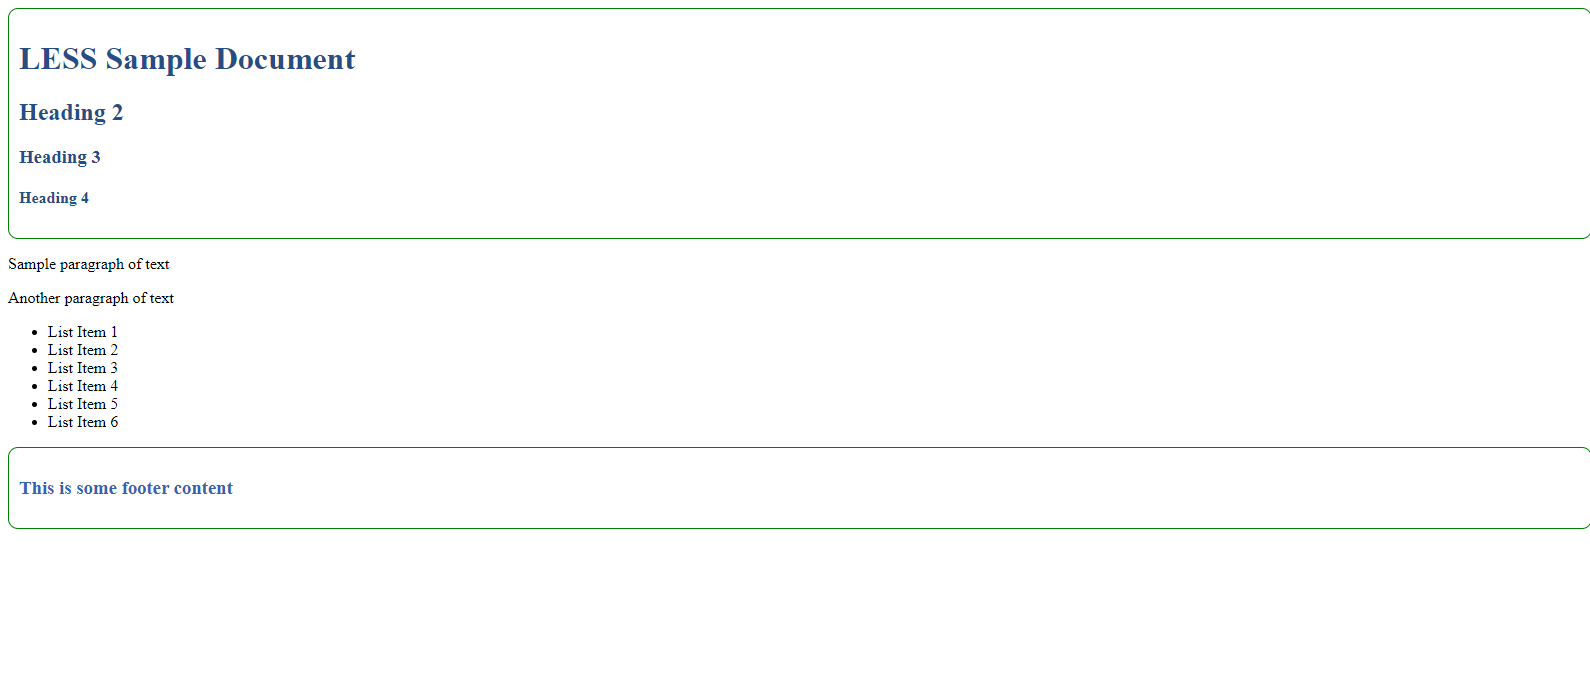 LESS Sample Document
Heading 2
Heading 3
Heading 4
Sample paragraph of text
Another paragraph of text
List Item 1
List Item 2
List Item 3
List Item 4
List Item 5
List Item 6
This is some footer content